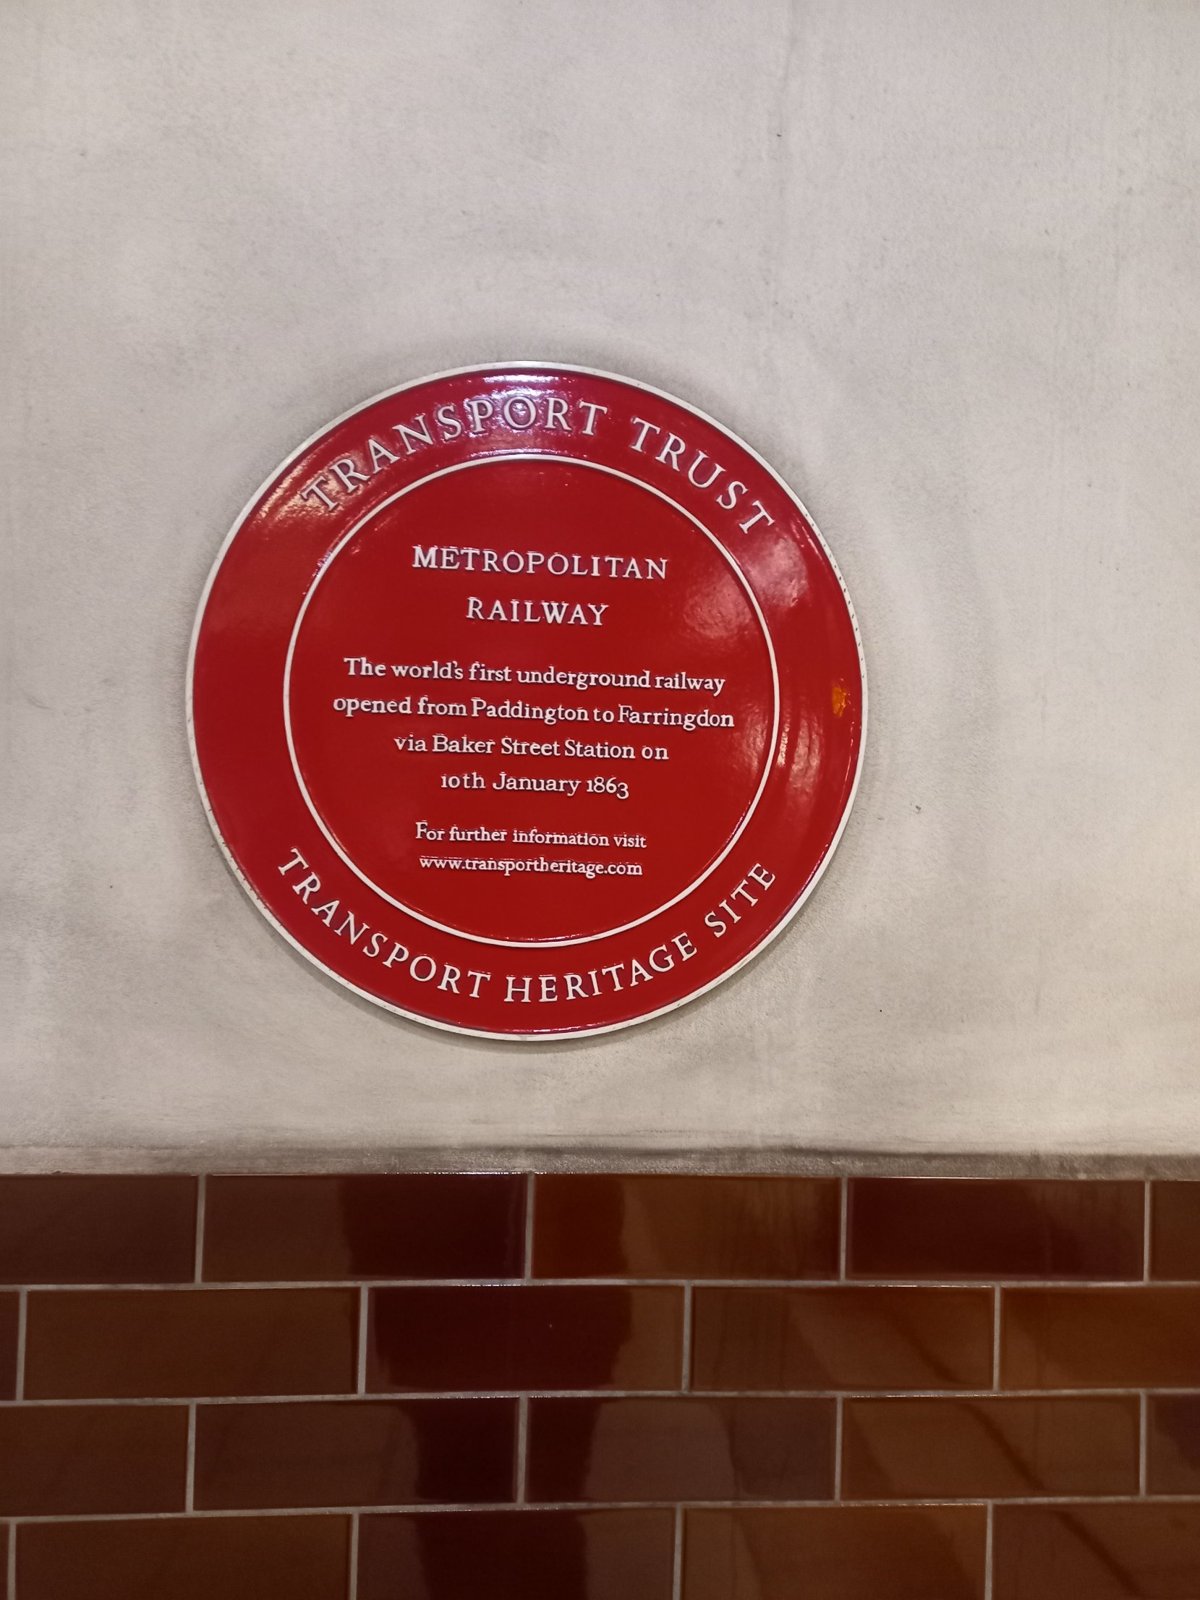 TRANSPORT TRUST
METROPOLITAN
RAILWAY
The world's first underground railway
opened from Paddington to Farringdon
via Baker Street Station on
10th January 1863
For further information visit
www.transportheritage.com
TRANSPORT HERITAGE SITE